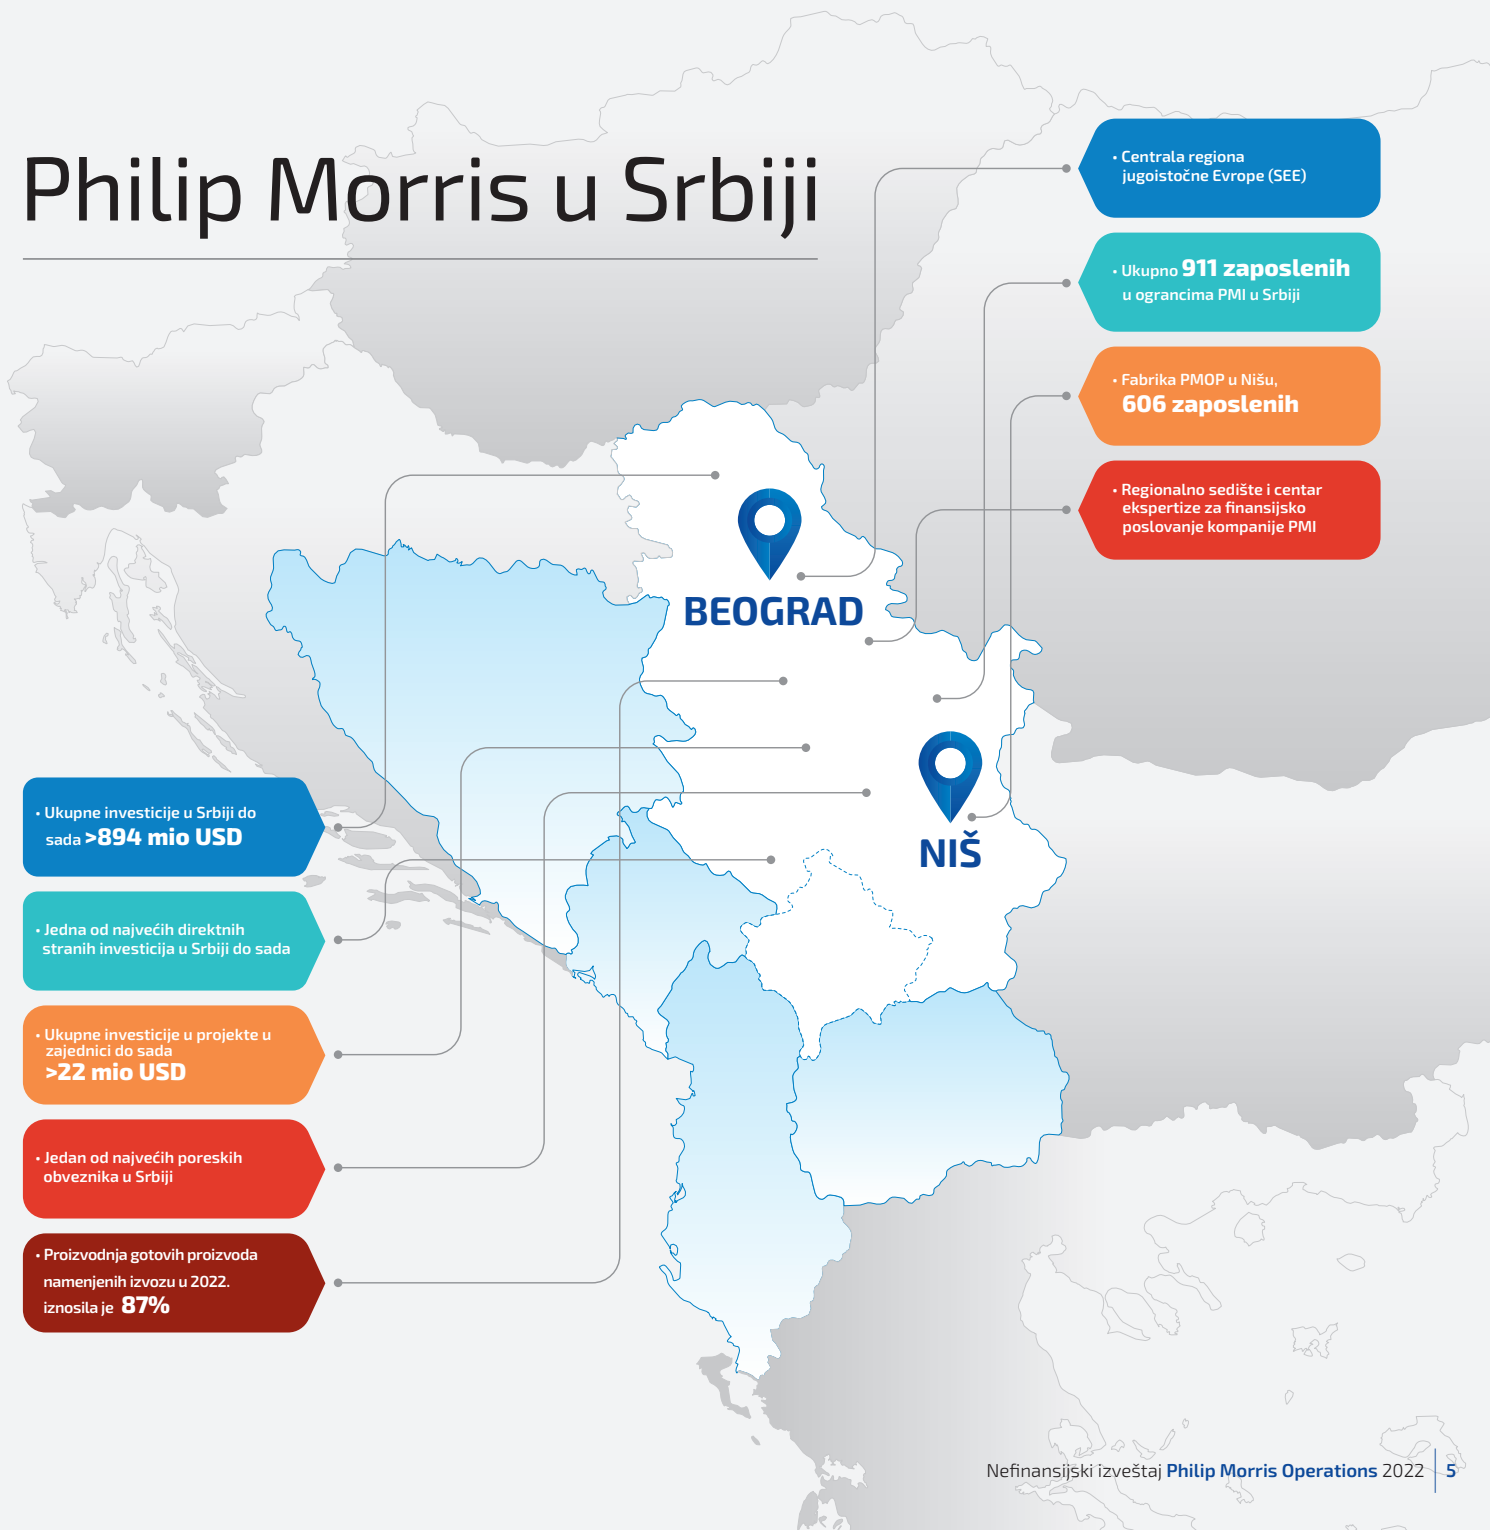 Philip Morris u Srbiji
• Centrala regiona
jugoistočne Evrope (SEE)
• Ukupno 911 zaposlenih
u ograncima PMI u Srbiji
• Fabrika PMOP u Nišu,
606 zaposlenih
• Regionalno sedište i centar
ekspertize za finansijsko
poslovanje kompanije PMI
BEOGRAD
NIŠ
• Ukupne investicije u Srbiji do
sada >894 mio USD
• Jedna od najvećih direktnih
stranih investicija u Srbiji do sada
• Ukupne investicije u projekte u
zajednici do sada
>22 mio USD
• Jedan od najvećih poreskih
obveznika u Srbiji
• Proizvodnja gotovih proizvoda
namenjenih izvozu u 2022.
iznosila je 87%
Nefinansijski izveštaj Philip Morris Operations 2022 | 5